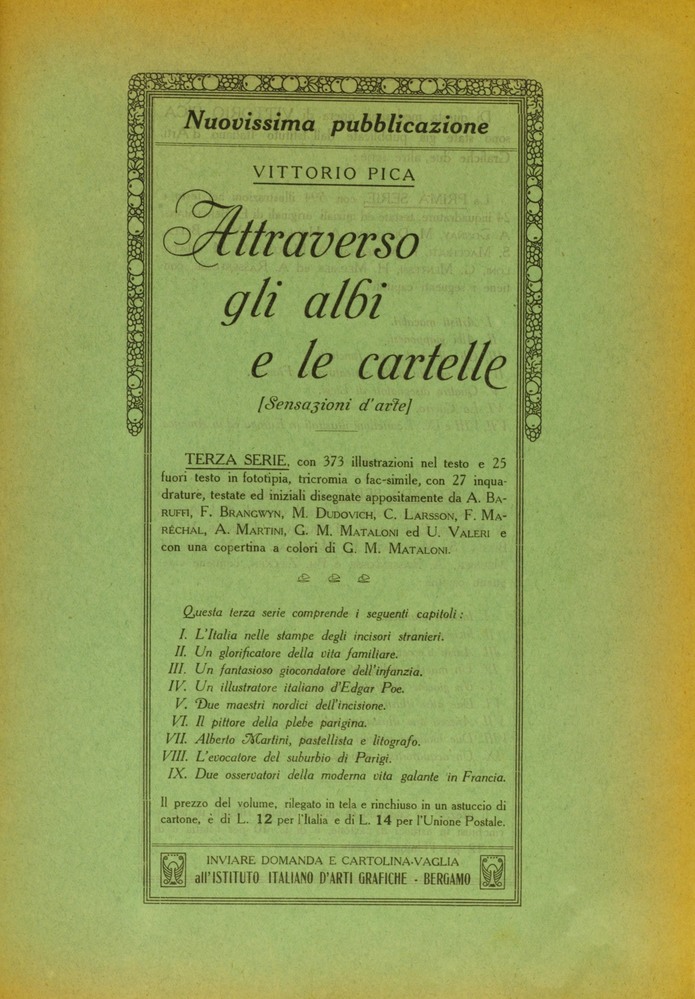 Nuovissima pubblicazione
VITTORIO PICA
Attraverso
gli albi
e le cartelle
[Sensazioni d'arte]
TERZA SERIE, con 373 illustrazioni nel testo e 25
fuori testo in fototipia, tricromia o fac-simile, con 27 inqua-
drature, testate ed iniziali disegnate appositamente da A. BA-
RUFFI, F. BRANGWYN, M. DUDOVICH, C. LARSSON, F. MA-
RÉCHAL, A. MARTINI, G. M. MATALONI ed U. VALERI e
con una copertina a colori di G. M. MATALONI.
Questa terza serie comprende i seguenti capitoli :
I. L'Italia nelle stampe degli incisori stranieri.
II. Un glorificatore della vita familiare.
III. Un fantasioso giocondatore dell'infanzia.
IV. Un illustratore italiano d'Edgar Poe.
V. Due maestri nordici dell'incisione.
VI. Il pittore della plebe parigina.
VII. Alberto Martini, pastellista e litografo.
VIII. L'evocatore del suburbio di Parigi.
IX. Due osservatori della moderna vita galante in Francia.
Il prezzo del volume, rilegato in tela e rinchiuso in un astuccio di
cartone, è di L. 12 per l'Italia e di L. 14 per l'Unione Postale.
INVIARE DOMANDA E CARTOLINA-VAGLIA
all'ISTITUTO ITALIANO D'ARTI GRAFICHE - BERGAMO